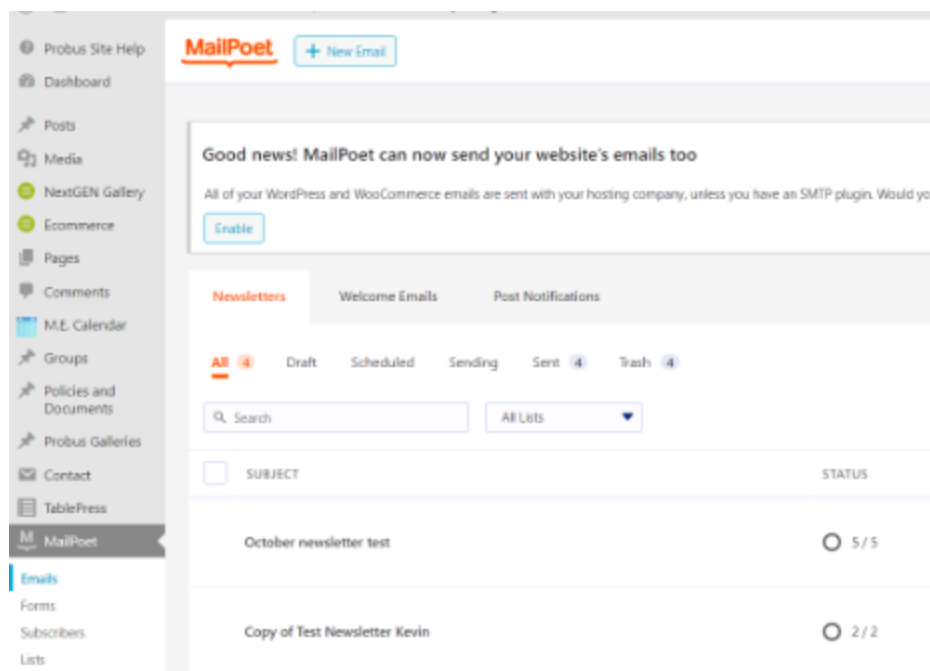 Probus Site Help
Dashboard
Posts
Media
NextGEN Gallery
Ecommerce
Pages
Comments
M.E. Calendar
Groups
Policies and
Documents
Probus Galleries
Contact
TablePress
M MailPoet
Emails
Forms
Subscribers
Lists
MailPoet
+ New Email
Good news! MailPoet can now send your website's emails too
All of your WordPress and WooCommerce emails are sent with your hosting company, unless you have an SMTP plugin. Would yo
Enable
Newsletters Welcome Emails Post Notifications
All 4 Draft Scheduled Sending Sent 4 Trash 4
Search All Lists
SUBJECT STATUS
October newsletter test 5 / 5
Copy of Test Newsletter Kevin 2 / 2